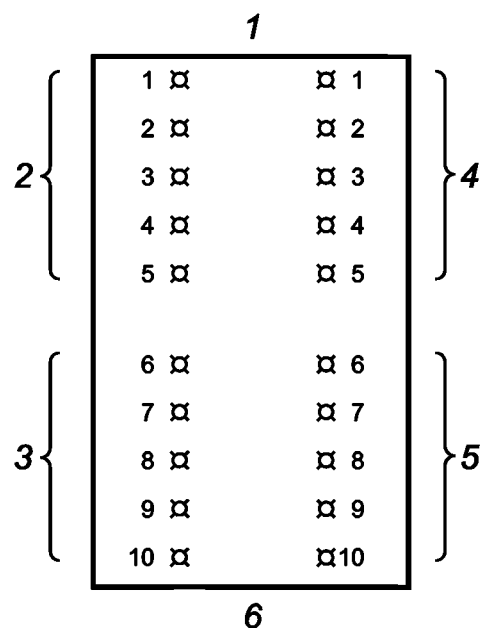 1
1 ¤ ¤ 1
2 ¤ ¤ 2
2 3 ¤ ¤ 3 4
4 ¤ ¤ 4
5 ¤ ¤ 5
6 ¤ ¤ 6
7 ¤ ¤ 7
3 8 ¤ ¤ 8 5
9 ¤ ¤ 9
10 ¤ ¤ 10
6